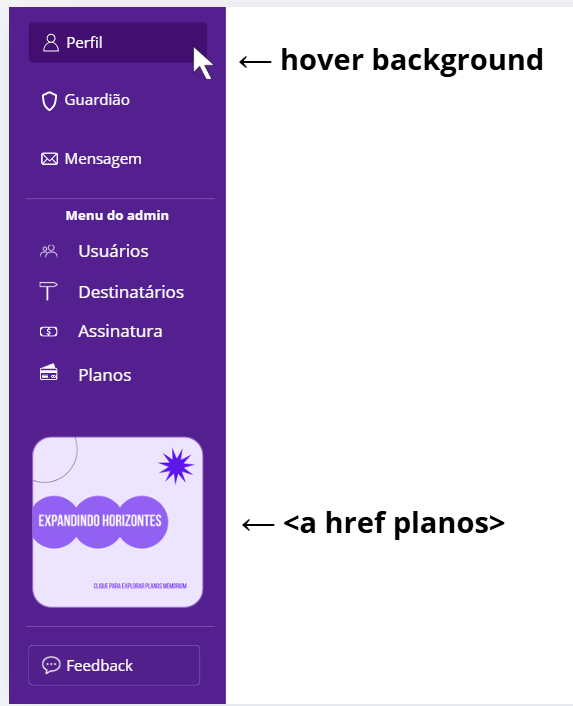 Perfil
← hover background
Guardião
Mensagem
Menu do admin
Usuários
Destinatários
Assinatura
Planos
EXPANDINDO HORIZONTES
← <a href planos>
CLIQUE PARA EXPLORAR PLANOS MEMORIUM
Feedback